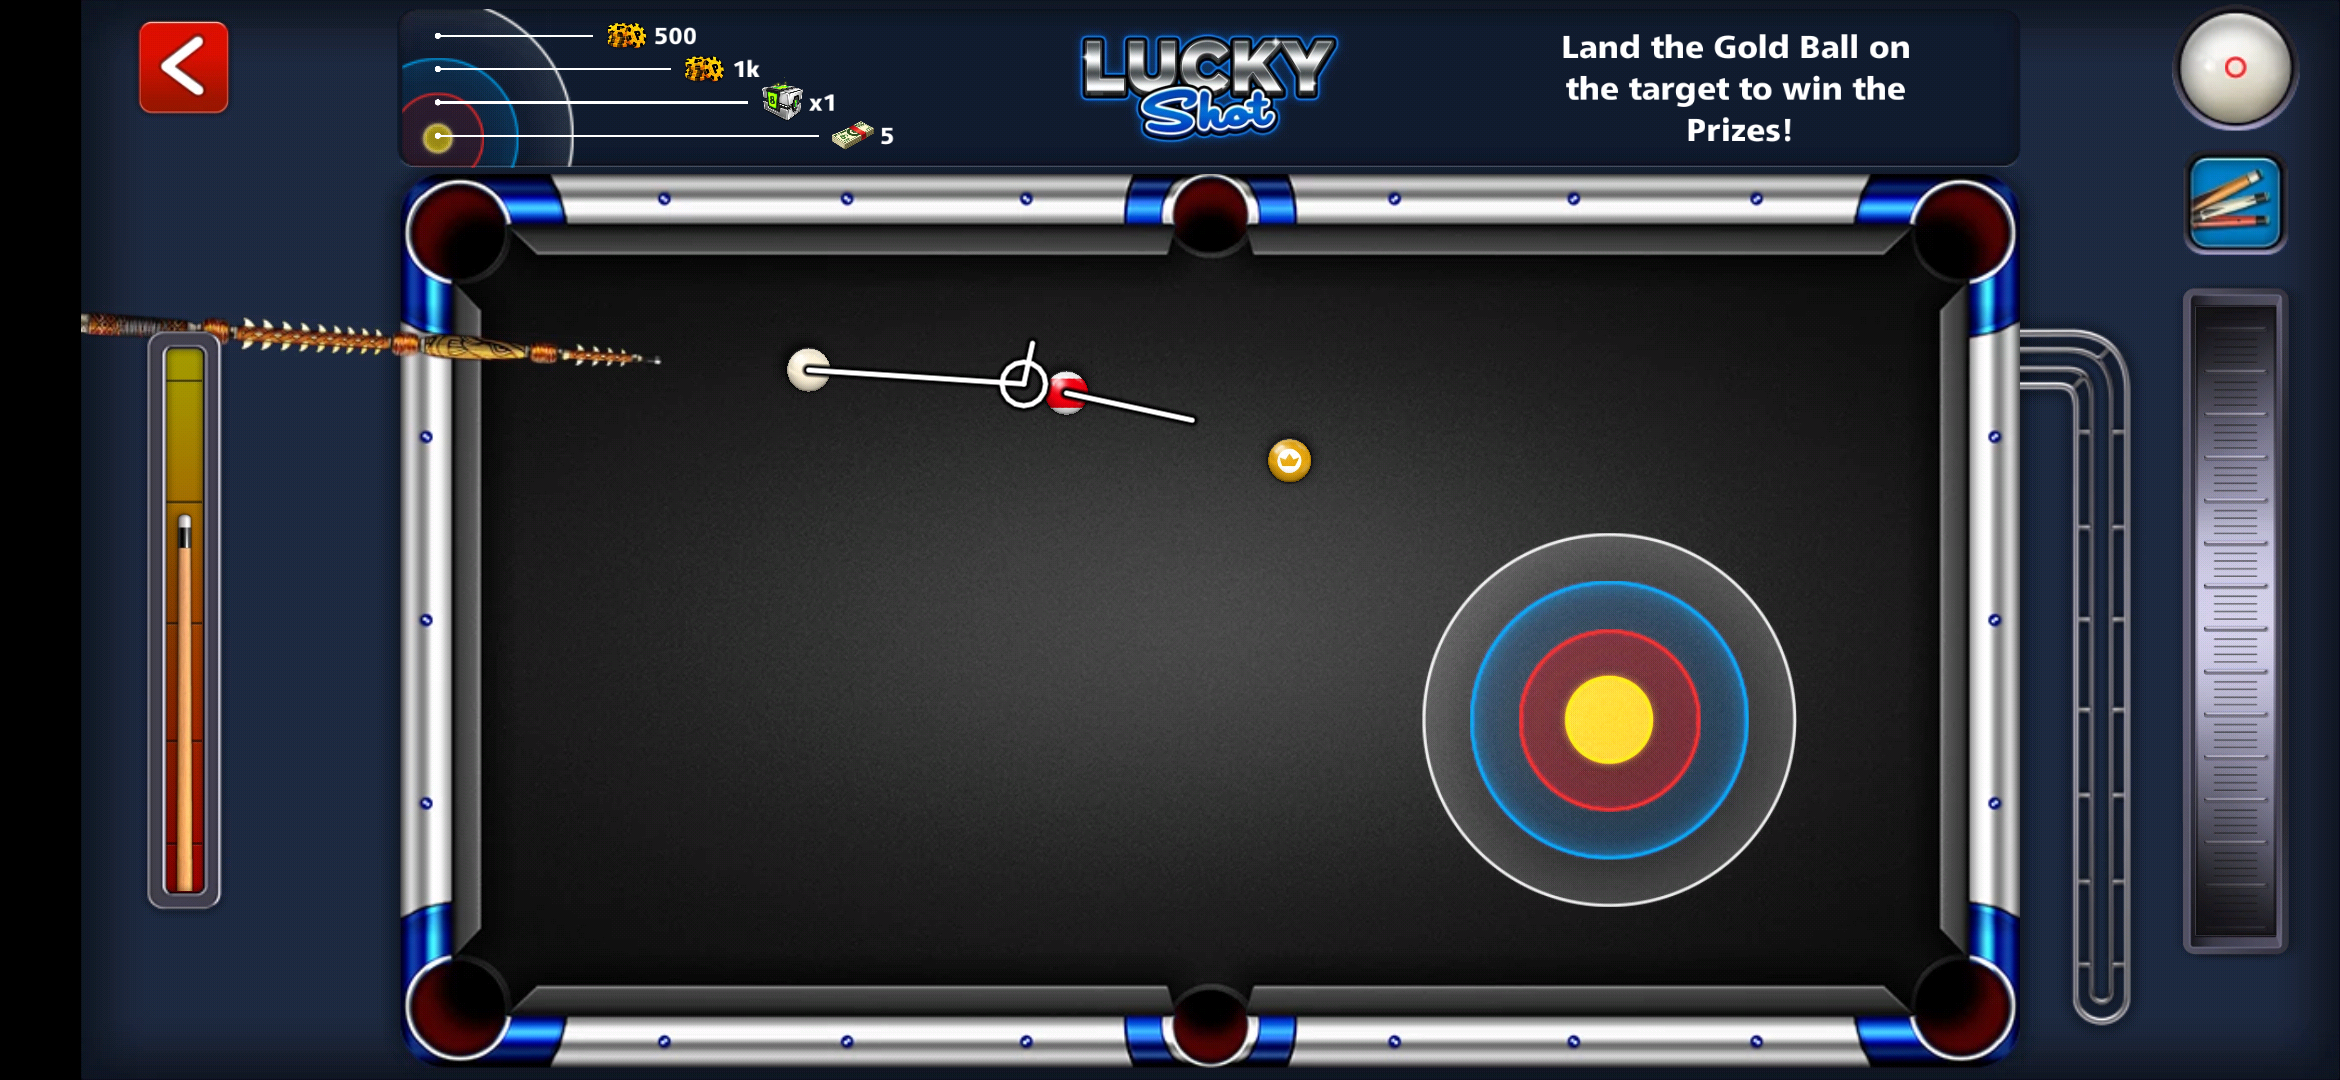 500
1k
x1
5
LUCKY
Shot
Land the Gold Ball on
the target to win the
Prizes!